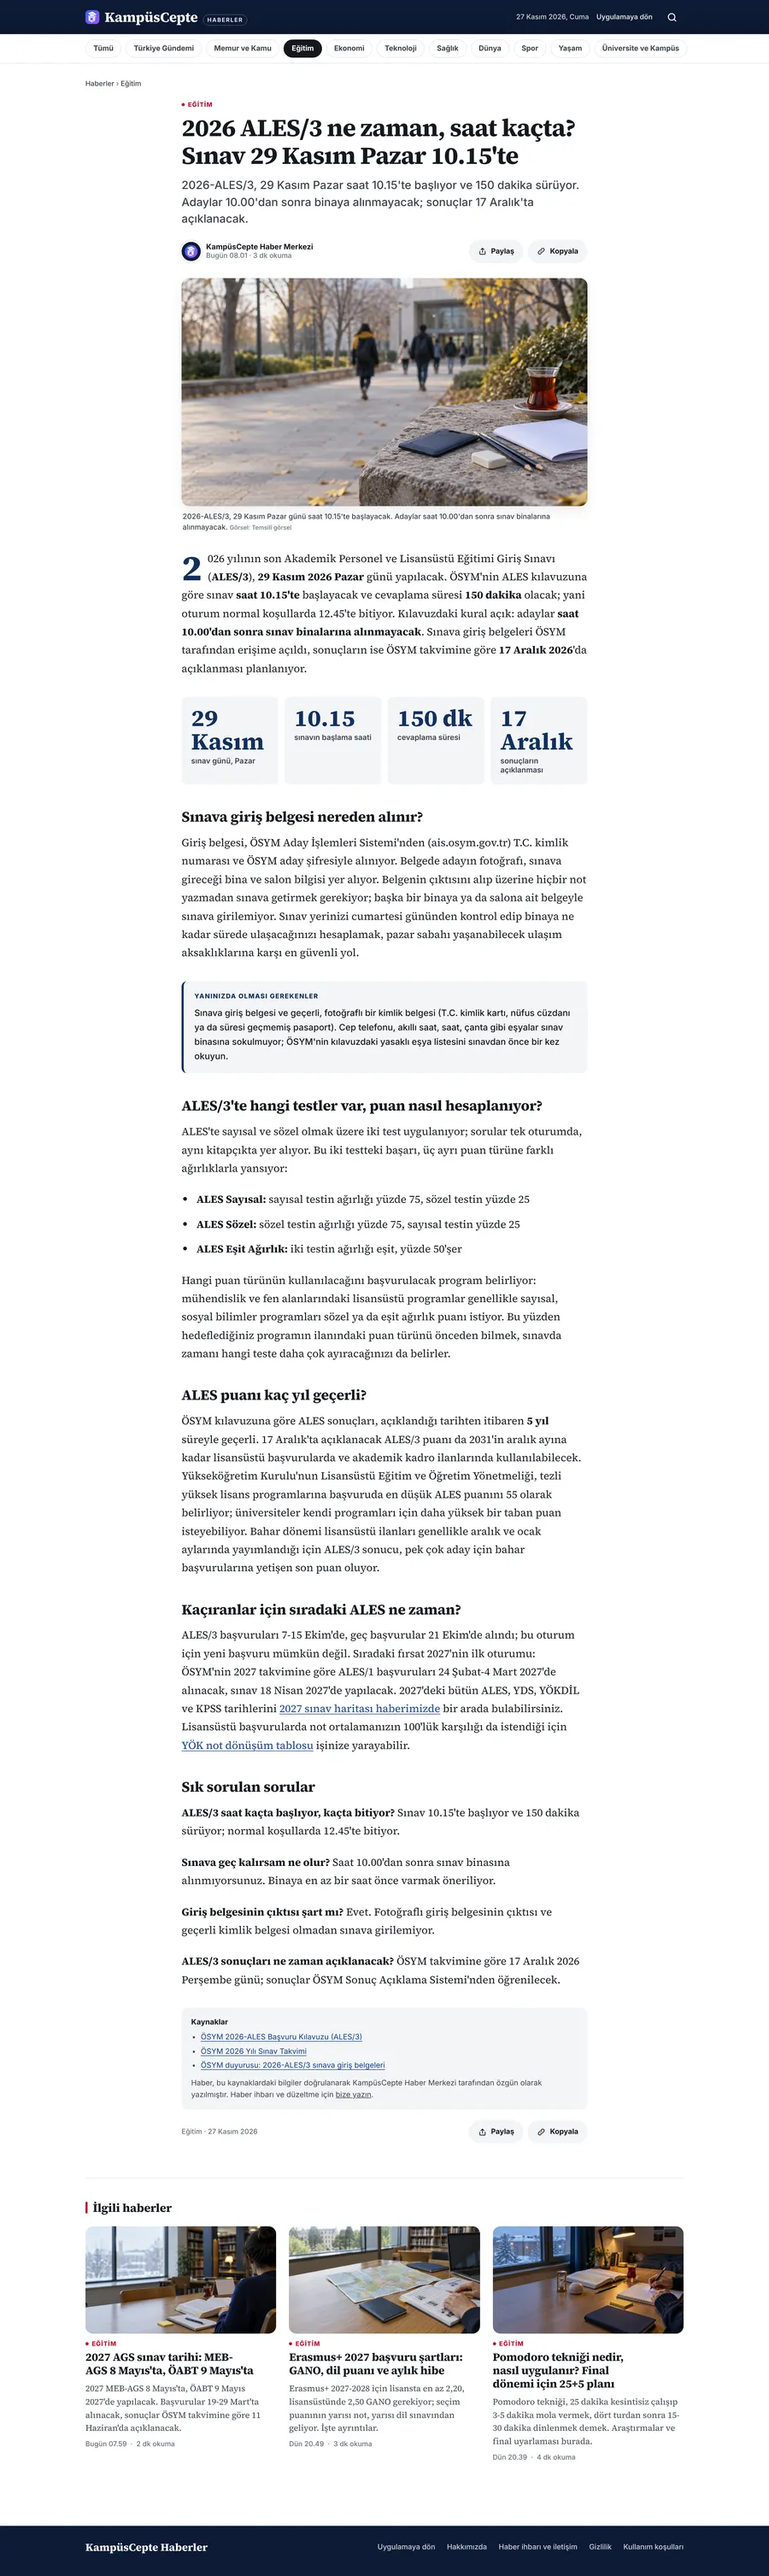 KampüsCepte HABERLER
27 Kasım 2026, Cuma Uygulamaya dön
Tümü Türkiye Gündemi Memur ve Kamu Eğitim Ekonomi Teknoloji Sağlık Dünya Spor Yaşam Üniversite ve Kampüs
Haberler › Eğitim
EĞİTİM
2026 ALES/3 ne zaman, saat kaçta?
Sınav 29 Kasım Pazar 10.15'te
2026-ALES/3, 29 Kasım Pazar saat 10.15'te başlıyor ve 150 dakika sürüyor.
Adaylar 10.00'dan sonra binaya alınmayacak; sonuçlar 17 Aralık'ta
açıklanacak.
KampüsCepte Haber Merkezi
Bugün 08.01 · 3 dk okuma
Paylaş Kopyala
2026-ALES/3, 29 Kasım Pazar günü saat 10.15'te başlayacak. Adaylar saat 10.00'dan sonra sınav binalarına
alınmayacak. Görsel: Temsilî görsel
2026 yılının son Akademik Personel ve Lisansüstü Eğitimi Giriş Sınavı
(ALES/3), 29 Kasım 2026 Pazar günü yapılacak. ÖSYM'nin ALES kılavuzuna
göre sınav saat 10.15'te başlayacak ve cevaplama süresi 150 dakika olacak; yani
oturum normal koşullarda 12.45'te bitiyor. Kılavuzdaki kural açık: adaylar saat
10.00'dan sonra sınav binalarına alınmayacak. Sınava giriş belgeleri ÖSYM
tarafından erişime açıldı, sonuçların ise ÖSYM takvimine göre 17 Aralık 2026'da
açıklanması planlanıyor.
29
Kasım
sınav günü, Pazar
10.15
sınavın başlama saati
150 dk
cevaplama süresi
17
Aralık
sonuçların
açıklanması
Sınava giriş belgesi nereden alınır?
Giriş belgesi, ÖSYM Aday İşlemleri Sistemi'nden (ais.osym.gov.tr) T.C. kimlik
numarası ve ÖSYM aday şifresiyle alınıyor. Belgede adayın fotoğrafı, sınava
gireceği bina ve salon bilgisi yer alıyor. Belgenin çıktısını alıp üzerine hiçbir not
yazmadan sınava getirmek gerekiyor; başka bir binaya ya da salona ait belgeyle
sınava girilemiyor. Sınav yerinizi cumartesi gününden kontrol edip binaya ne
kadar sürede ulaşacağınızı hesaplamak, pazar sabahı yaşanabilecek ulaşım
aksaklıklarına karşı en güvenli yol.
YANINIZDA OLMASI GEREKENLER
Sınava giriş belgesi ve geçerli, fotoğraflı bir kimlik belgesi (T.C. kimlik kartı, nüfus cüzdanı
ya da süresi geçmemiş pasaport). Cep telefonu, akıllı saat, saat, çanta gibi eşyalar sınav
binasına sokulmuyor; ÖSYM'nin kılavuzdaki yasaklı eşya listesini sınavdan önce bir kez
okuyun.
ALES/3'te hangi testler var, puan nasıl hesaplanıyor?
ALES'te sayısal ve sözel olmak üzere iki test uygulanıyor; sorular tek oturumda,
aynı kitapçıkta yer alıyor. Bu iki testteki başarı, üç ayrı puan türüne farklı
ağırlıklarla yansıyor:
• ALES Sayısal: sayısal testin ağırlığı yüzde 75, sözel testin yüzde 25
• ALES Sözel: sözel testin ağırlığı yüzde 75, sayısal testin yüzde 25
• ALES Eşit Ağırlık: iki testin ağırlığı eşit, yüzde 50'şer
Hangi puan türünün kullanılacağını başvurulacak program belirliyor:
mühendislik ve fen alanlarındaki lisansüstü programlar genellikle sayısal,
sosyal bilimler programları sözel ya da eşit ağırlık puanı istiyor. Bu yüzden
hedeflediğiniz programın ilanındaki puan türünü önceden bilmek, sınavda
zamanı hangi teste daha çok ayıracağınızı da belirler.
ALES puanı kaç yıl geçerli?
ÖSYM kılavuzuna göre ALES sonuçları, açıklandığı tarihten itibaren 5 yıl
süreyle geçerli. 17 Aralık'ta açıklanacak ALES/3 puanı da 2031'in aralık ayına
kadar lisansüstü başvurularda ve akademik kadro ilanlarında kullanılabilecek.
Yükseköğretim Kurulu'nun Lisansüstü Eğitim ve Öğretim Yönetmeliği, tezli
yüksek lisans programlarına başvuruda en düşük ALES puanını 55 olarak
belirliyor; üniversiteler kendi programları için daha yüksek bir taban puan
isteyebiliyor. Bahar dönemi lisansüstü ilanları genellikle aralık ve ocak
aylarında yayımlandığı için ALES/3 sonucu, pek çok aday için bahar
başvurularına yetişen son puan oluyor.
Kaçıranlar için sıradaki ALES ne zaman?
ALES/3 başvuruları 7-15 Ekim'de, geç başvurular 21 Ekim'de alındı; bu oturum
için yeni başvuru mümkün değil. Sıradaki fırsat 2027'nin ilk oturumu:
ÖSYM'nin 2027 takvimine göre ALES/1 başvuruları 24 Şubat-4 Mart 2027'de
alınacak, sınav 18 Nisan 2027'de yapılacak. 2027'deki bütün ALES, YDS, YÖKDİL
ve KPSS tarihlerini 2027 sınav haritası haberimizde bir arada bulabilirsiniz.
Lisansüstü başvurularda not ortalamanızın 100'lük karşılığı da istendiği için
YÖK not dönüşüm tablosu işinize yarayabilir.
Sık sorulan sorular
ALES/3 saat kaçta başlıyor, kaçta bitiyor? Sınav 10.15'te başlıyor ve 150 dakika
sürüyor; normal koşullarda 12.45'te bitiyor.
Sınava geç kalırsam ne olur? Saat 10.00'dan sonra sınav binasına
alınmıyorsunuz. Binaya en az bir saat önce varmak öneriliyor.
Giriş belgesinin çıktısı şart mı? Evet. Fotoğraflı giriş belgesinin çıktısı ve
geçerli kimlik belgesi olmadan sınava girilemiyor.
ALES/3 sonuçları ne zaman açıklanacak? ÖSYM takvimine göre 17 Aralık 2026
Perşembe günü; sonuçlar ÖSYM Sonuç Açıklama Sistemi'nden öğrenilecek.
Kaynaklar
• ÖSYM 2026-ALES Başvuru Kılavuzu (ALES/3)
• ÖSYM 2026 Yılı Sınav Takvimi
• ÖSYM duyurusu: 2026-ALES/3 sınava giriş belgeleri
Haber, bu kaynaklardaki bilgiler doğrulanarak KampüsCepte Haber Merkezi tarafından özgün olarak
yazılmıştır. Haber ihbarı ve düzeltme için bize yazın.
Eğitim · 27 Kasım 2026
Paylaş Kopyala
İlgili haberler
EĞİTİM
2027 AGS sınav tarihi: MEB-
AGS 8 Mayıs'ta, ÖABT 9 Mayıs'ta
2027 MEB-AGS 8 Mayıs'ta, ÖABT 9 Mayıs
2027'de yapılacak. Başvurular 19-29 Mart'ta
alınacak, sonuçlar ÖSYM takvimine göre 11
Haziran'da açıklanacak.
Bugün 07.59 · 2 dk okuma
EĞİTİM
Erasmus+ 2027 başvuru şartları:
GANO, dil puanı ve aylık hibe
Erasmus+ 2027-2028 için lisansta en az 2,20,
lisansüstünde 2,50 GANO gerekiyor; seçim
puanının yarısı not, yarısı dil sınavından
geliyor. İşte ayrıntılar.
Dün 20.49 · 3 dk okuma
EĞİTİM
Pomodoro tekniği nedir,
nasıl uygulanır? Final
dönemi için 25+5 planı
Pomodoro tekniği, 25 dakika kesintisiz çalışıp
3-5 dakika mola vermek, dört turdan sonra 15-
30 dakika dinlenmek demek. Araştırmalar ve
final uyarlaması burada.
Dün 20.39 · 4 dk okuma
KampüsCepte Haberler
Uygulamaya dön Hakkımızda Haber ihbarı ve iletişim Gizlilik Kullanım koşulları